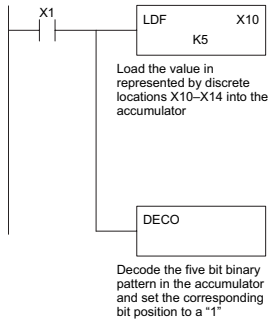 X1
LDF X10
K5
Load the value in
represented by discrete
locations X10–X14 into the
accumulator
DECO
Decode the five bit binary
pattern in the accumulator
and set the corresponding
bit position to a “1”